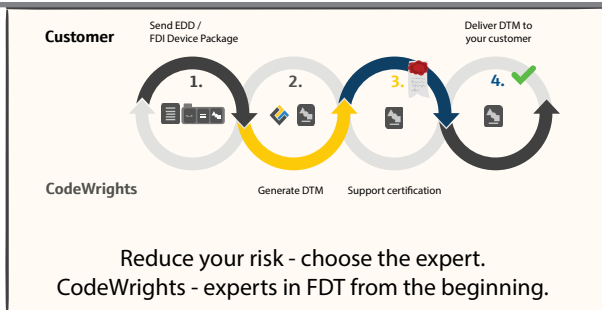 Customer
Send EDD /
FDI Device Package
Deliver DTM to
your customer
1.
2.
3.
4.
CodeWrights
Generate DTM
Support certification
Reduce your risk - choose the expert.
CodeWrights - experts in FDT from the beginning.